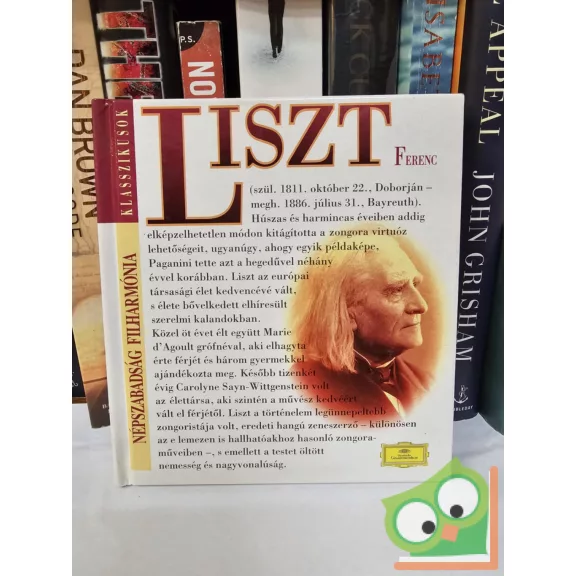 KLASSZIKUSOK
NÉPSZABADSÁG FILHARMÓNIA
LISZT
FERENC
(szül. 1811. október 22., Doborján –
megh. 1886. július 31., Bayreuth).
Húszas és harmincas éveiben addig
elképzelhetetlen módon kitágította a zongora virtuóz
lehetőségeit, ugyanúgy, ahogy egyik példaképe,
Paganini tette azt a hegedűvel néhány
évvel korábban. Liszt az európai
társasági élet kedvencévé vált,
s élete bővelkedett elhíresült
szerelmi kalandokban.
Közel öt évet élt együtt Marie
d'Agoult grófnéval, aki elhagyta
érte férjét és három gyermekkel
ajándékozta meg. Később tizenkét
évig Carolyne Sayn-Wittgenstein volt
az élettársa, aki szintén a művész kedvéért
vált el férjétől. Liszt a történelem legünnepeltebb
zongoristája volt, eredeti hangú zeneszerző – különösen
az e lemezen is hallhatóakhoz hasonló zongora-
műveiben –, s emellett a testet öltött
nemesség és nagyvonalúság.
DAN BROWN
CODE
THE
P.S.
NO
APPEAL
JOHN GRISHAM